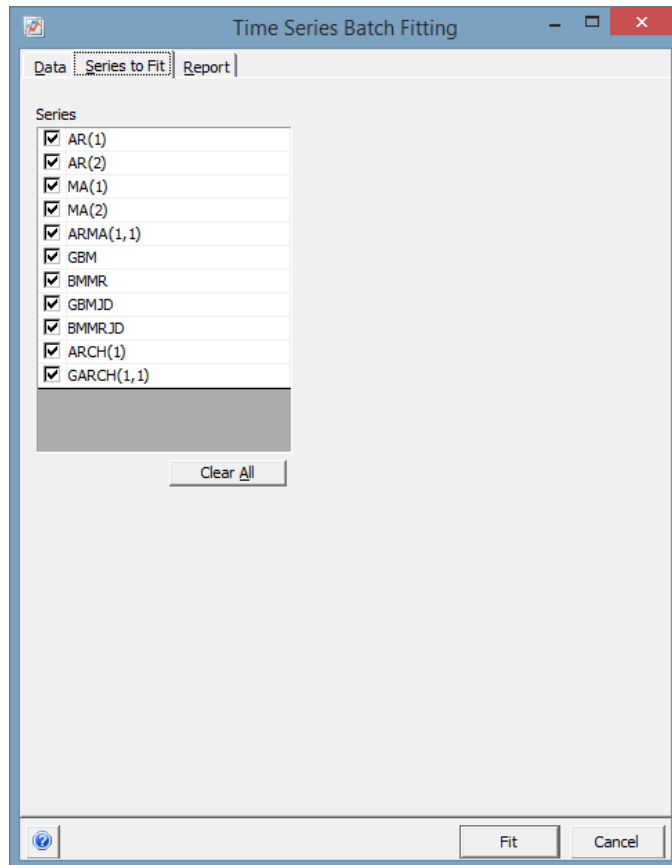 Time Series Batch Fitting
Data Series to Fit Report
Series
AR(1)
AR(2)
MA(1)
MA(2)
ARMA(1,1)
GBM
BMMR
GBMJD
BMMRJD
ARCH(1)
GARCH(1,1)
Clear All
Fit Cancel